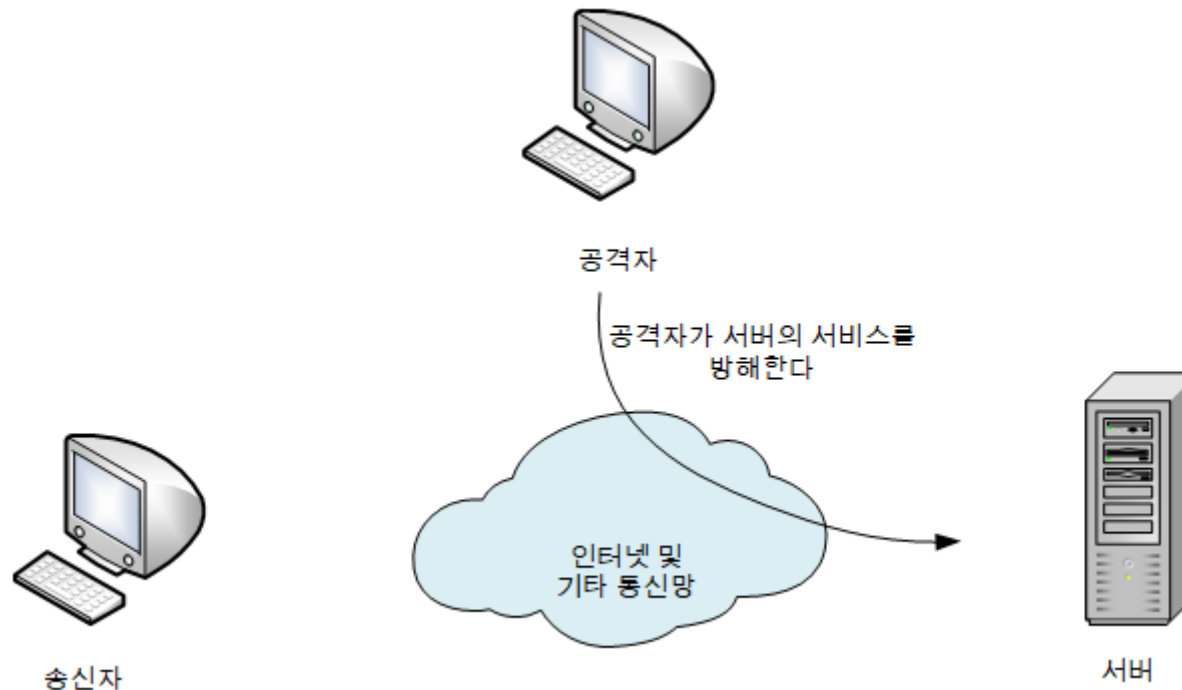 공격자
공격자가 서버의 서비스를
방해한다
인터넷 및
기타 통신망
송신자
서버